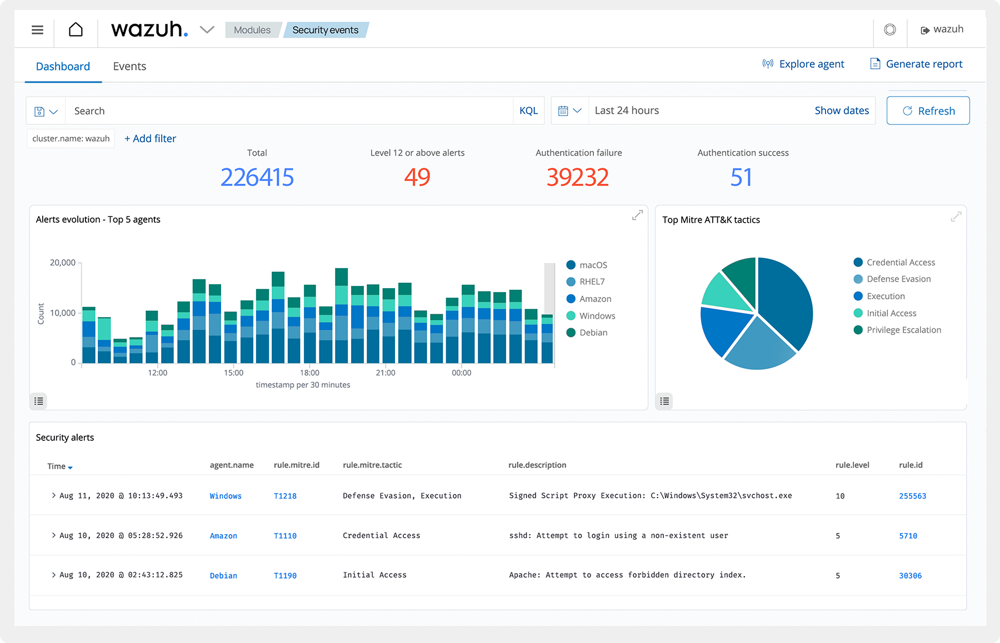 wazuh.
Modules
Security events
wazuh
Dashboard
Events
Explore agent
Generate report
Search
KQL
Last 24 hours
Show dates
Refresh
cluster.name: wazuh
+ Add filter
Total
Level 12 or above alerts
Authentication failure
Authentication success
226415
49
39232
51
Alerts evolution - Top 5 agents
Count
20,000
10,000
0
12:00
15:00
18:00
21:00
00:00
timestamp per 30 minutes
macOS
RHEL7
Amazon
Windows
Debian
Top Mitre ATT&K tactics
Credential Access
Defense Evasion
Execution
Initial Access
Privilege Escalation
Security alerts
Time agent.name rule.mitre.id rule.mitre.tactic rule.description rule.level rule.id
Aug 11, 2020 @ 10:13:49.493 Windows T1218 Defense Evasion, Execution Signed Script Proxy Execution: C:\Windows\System32\svchost.exe 10 255563
Aug 10, 2020 @ 05:28:52.926 Amazon T1110 Credential Access sshd: Attempt to login using a non-existent user 5 5710
Aug 10, 2020 @ 02:43:12.825 Debian T1190 Initial Access Apache: Attempt to access forbidden directory index. 5 30306